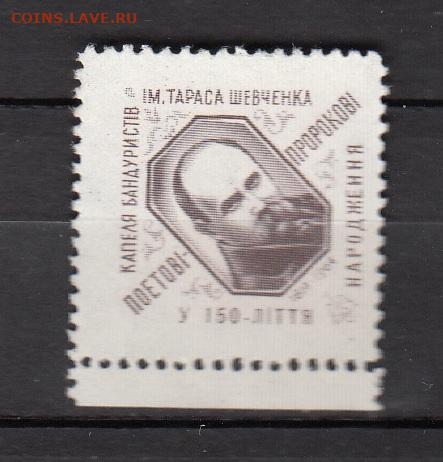 COINS.LAVE.RU
КАПЕЛЯ БАНДУРИСТІВ
ІМ. ТАРАСА ШЕВЧЕНКА
ПОЕТОВІ-
ПРОРОКОВІ
У 150-ЛІТТЯ
НАРОДЖЕННЯ